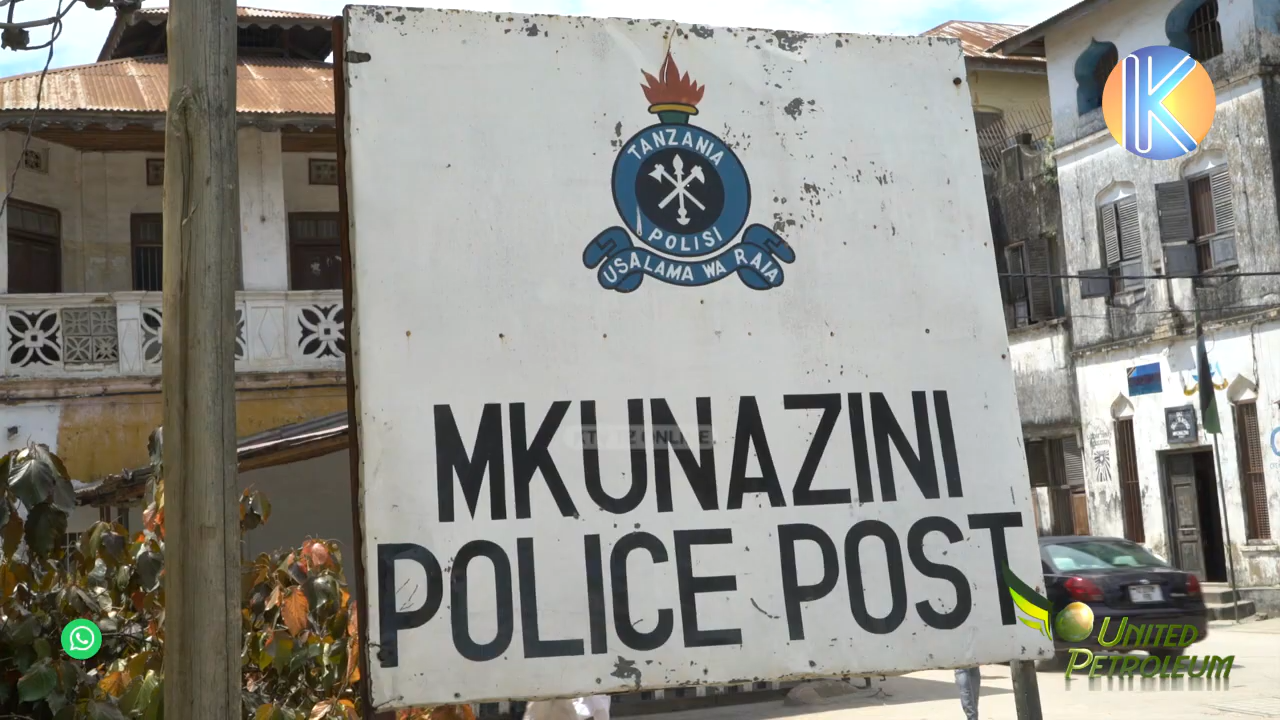 TANZANIA
POLISI
USALAMA WA RAIA
MKUNAZINI
POLICE POST
K
UNITED
PETROLEUM